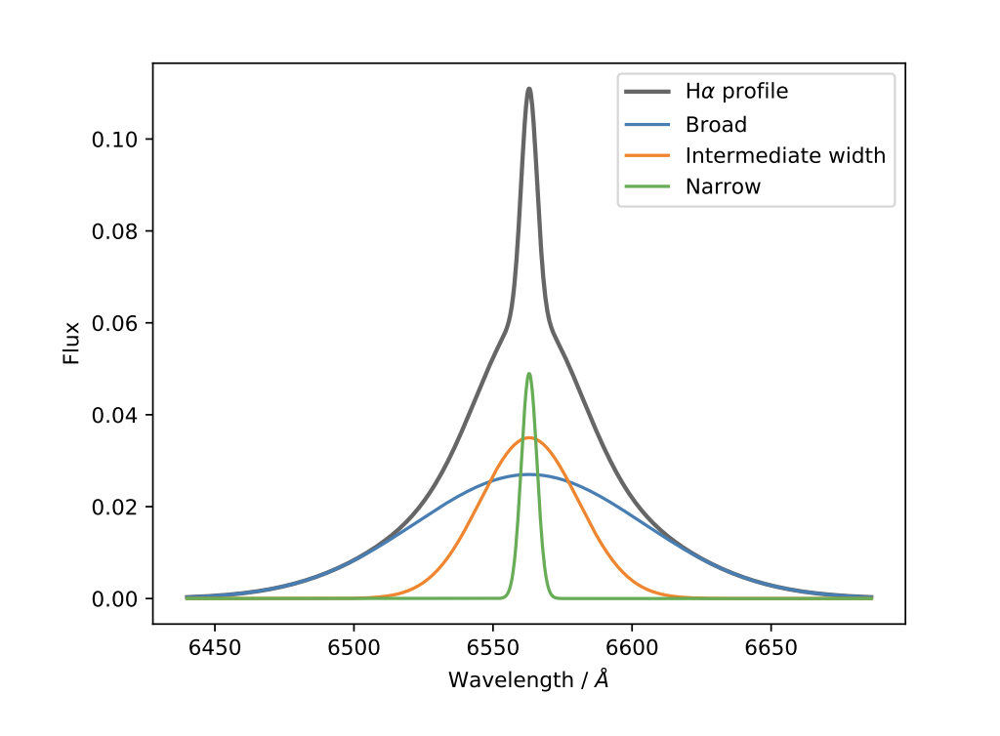 Hα profile
Broad
Intermediate width
Narrow
0.10
0.08
0.06
0.04
0.02
0.00
Flux
6450 6500 6550 6600 6650
Wavelength / Å